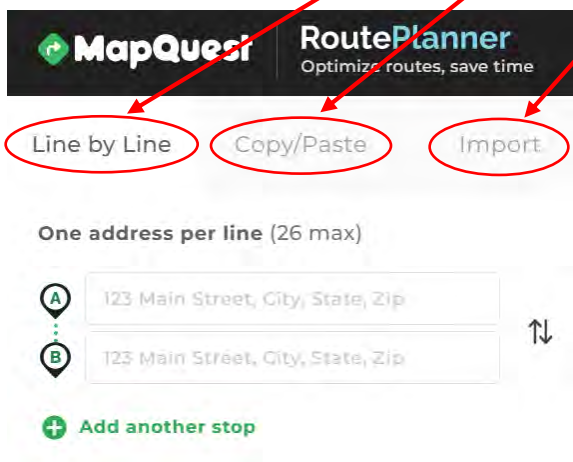 MapQuest
RoutePlanner
Optimize routes, save time
Line by Line Copy/Paste Import
One address per line (26 max)
A 123 Main Street, City, State, Zip
B 123 Main Street, City, State, Zip
Add another stop